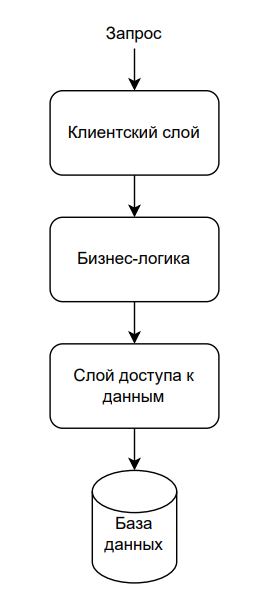 Запрос
Клиентский слой
Бизнес-логика
Слой доступа к
данным
База
данных